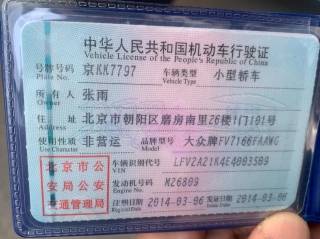 中华人民共和国机动车行驶证
Vehicle License of the People's Republic of China
号牌号码 京KK7797 车辆类型 小型轿车
Plate No. Vehicle Type
所有人 张雨
Owner
住址 北京市朝阳区磨房南里26楼1门101号
Address
使用性质 非营运 品牌型号 大众牌FV7166FAAWG
Use Character Model
北京市公安局公安交通管理局
车辆识别代号 LFV2A21K4E4003589
VIN
发动机号码 M26809
Engine No.
注册日期 2014-03-06 发证日期 2014-03-06
Register Date Issue Date